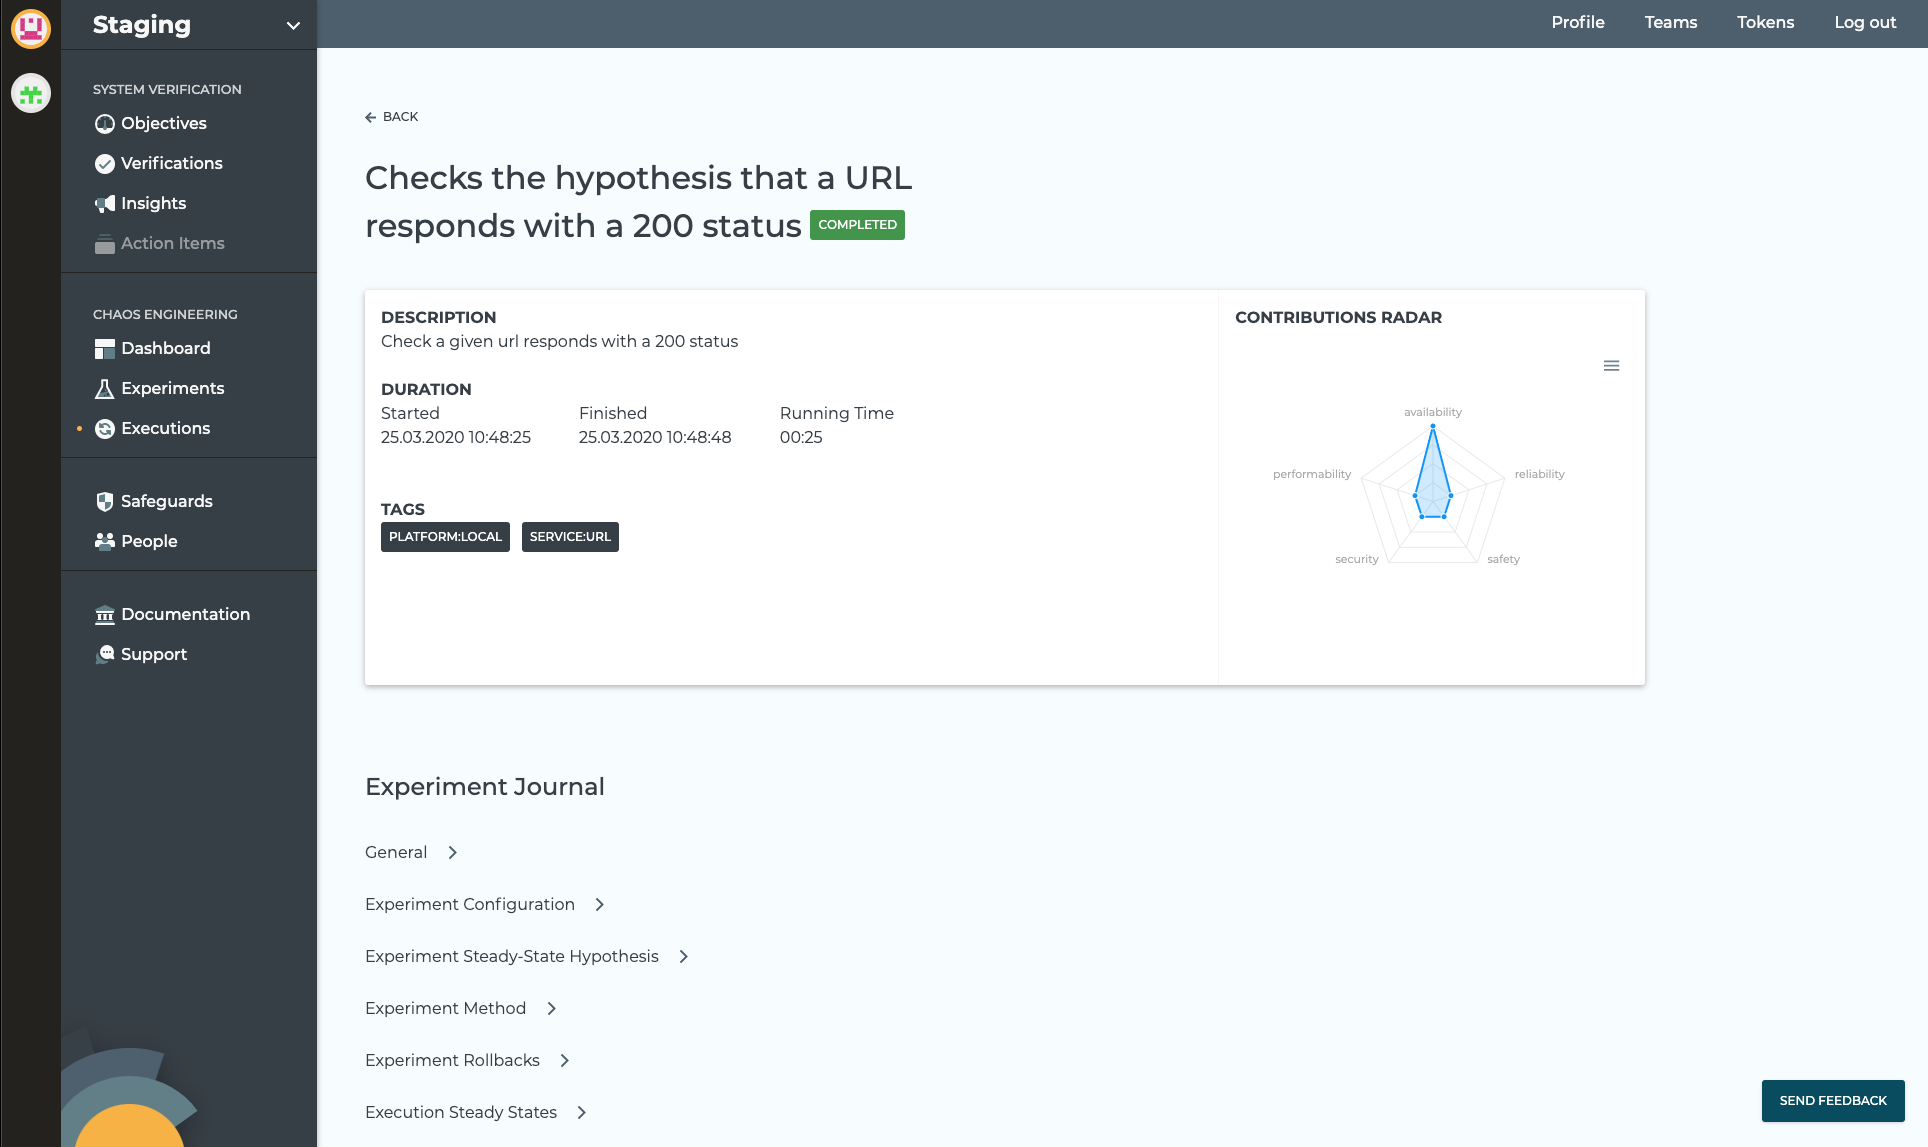 Staging
Profile
Teams
Tokens
Log out
SYSTEM VERIFICATION
Objectives
Verifications
Insights
Action Items
CHAOS ENGINEERING
Dashboard
Experiments
Executions
Safeguards
People
Documentation
Support
BACK
Checks the hypothesis that a URL
responds with a 200 status COMPLETED
DESCRIPTION
Check a given url responds with a 200 status
DURATION
Started Finished Running Time
25.03.2020 10:48:25 25.03.2020 10:48:48 00:25
TAGS
PLATFORM:LOCAL SERVICE:URL
CONTRIBUTIONS RADAR
availability
performability reliability
security safety
Experiment Journal
General
Experiment Configuration
Experiment Steady-State Hypothesis
Experiment Method
Experiment Rollbacks
Execution Steady States
SEND FEEDBACK